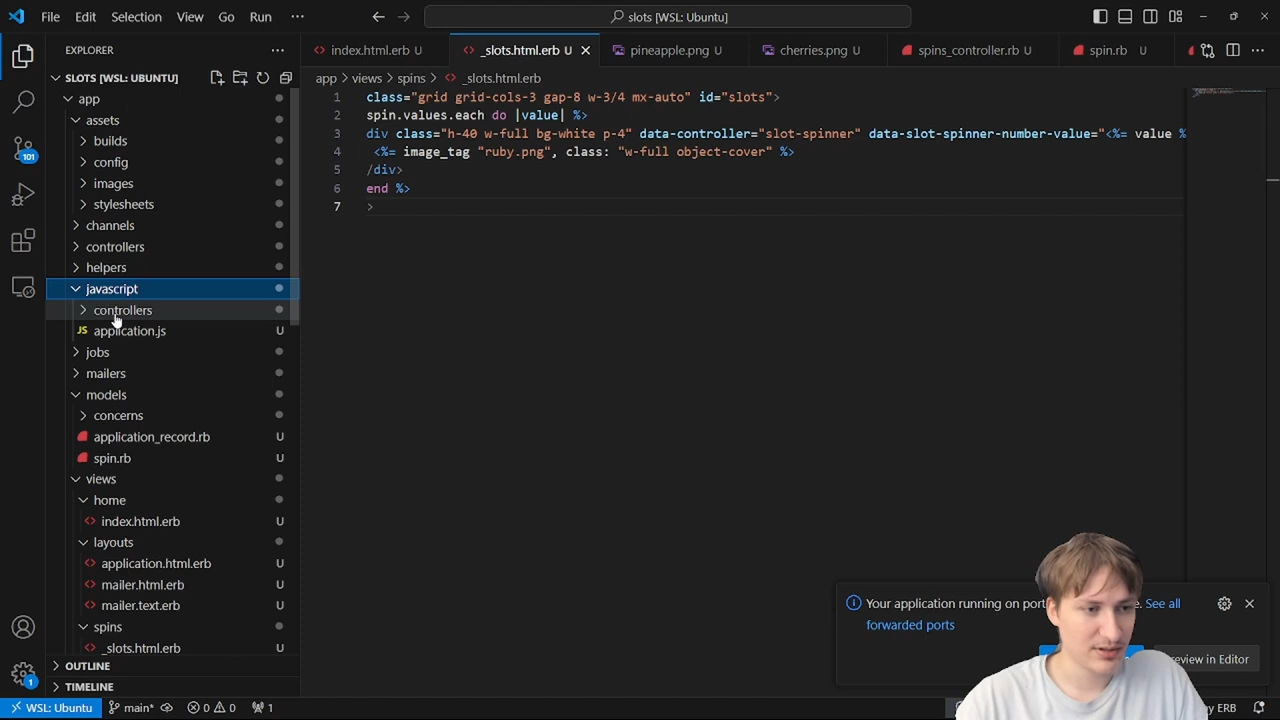 File Edit Selection View Go Run ··· slots [WSL: Ubuntu]
EXPLORER ···
index.html.erb U
_slots.html.erb U
pineapple.png U
cherries.png U
spins_controller.rb U
spin.rb U
SLOTS [WSL: UBUNTU]
app > views > spins > _slots.html.erb
app
assets
builds
config
images
stylesheets
channels
controllers
helpers
javascript
controllers
application.js U
jobs
mailers
models
concerns
application_record.rb U
spin.rb U
views
home
index.html.erb U
layouts
application.html.erb U
mailer.html.erb U
mailer.text.erb U
spins
_slots.html.erb U
OUTLINE
TIMELINE
101
1
1 class="grid grid-cols-3 gap-8 w-3/4 mx-auto" id="slots">
2 spin.values.each do |value| %>
3 div class="h-40 w-full bg-white p-4" data-controller="slot-spinner" data-slot-spinner-number-value="<%= value %
4 <%= image_tag "ruby.png", class: "w-full object-cover" %>
5 /div>
6 end %>
7 >
Your application running on port See all
forwarded ports
Preview in Editor
WSL: Ubuntu main* 0 0 1 ERB